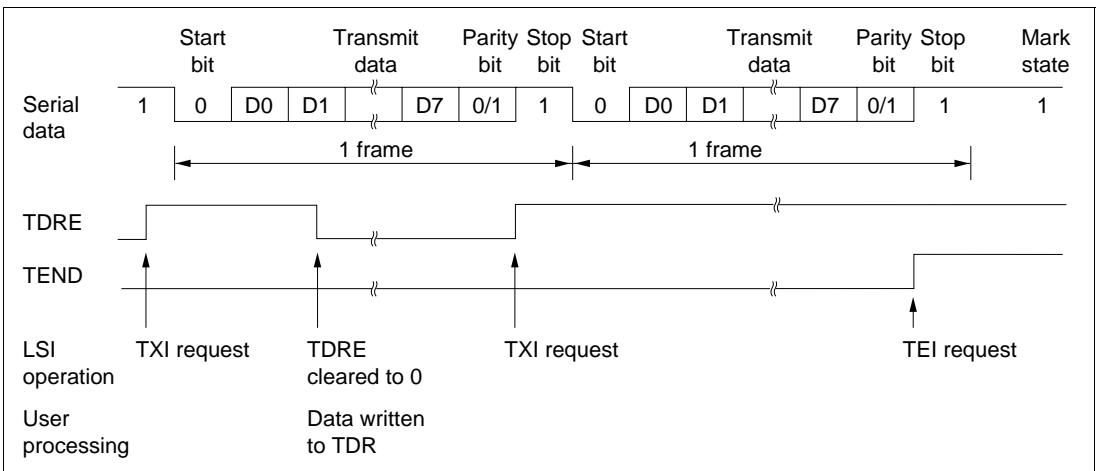 Start Transmit Parity Stop Start Transmit Parity Stop Mark
bit data bit bit bit data bit bit state
Serial 1 0 D0 D1 D7 0/1 1 0 D0 D1 D7 0/1 1 1
data
1 frame 1 frame
TDRE
TEND
LSI TXI request TDRE TXI request TEI request
operation cleared to 0
User Data written
processing to TDR